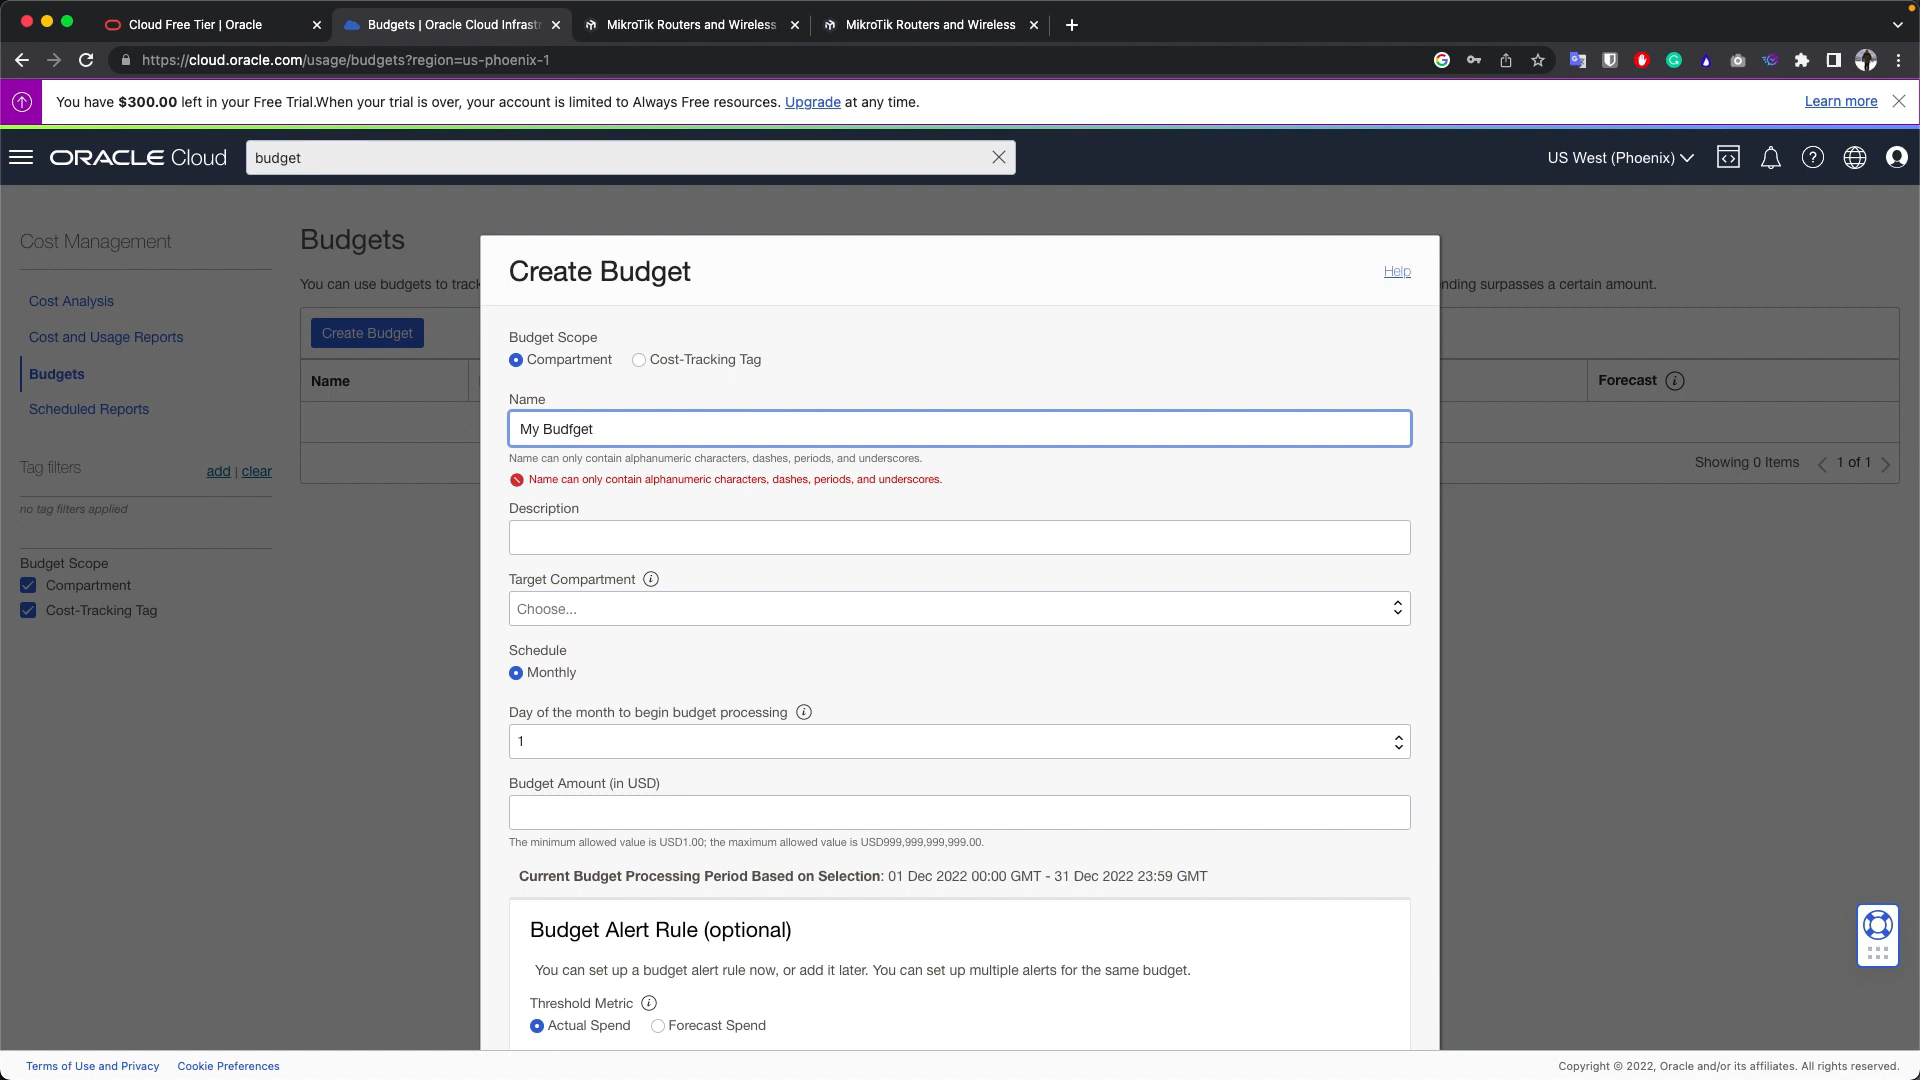 Cloud Free Tier | Oracle
Budgets | Oracle Cloud Infrast
MikroTik Routers and Wireless
MikroTik Routers and Wireless
https://cloud.oracle.com/usage/budgets?region=us-phoenix-1
You have $300.00 left in your Free Trial.When your trial is over, your account is limited to Always Free resources. Upgrade at any time.
Learn more
ORACLE Cloud
budget
US West (Phoenix)
Cost Management
Cost Analysis
Cost and Usage Reports
Budgets
Scheduled Reports
Tag filters
add | clear
no tag filters applied
Budget Scope
Compartment
Cost-Tracking Tag
Budgets
You can use budgets to track
nding surpasses a certain amount.
Create Budget
Name
Forecast
Showing 0 Items
1 of 1
Create Budget
Help
Budget Scope
Compartment
Cost-Tracking Tag
Name
My Budfget
Name can only contain alphanumeric characters, dashes, periods, and underscores.
Name can only contain alphanumeric characters, dashes, periods, and underscores.
Description
Target Compartment
Choose...
Schedule
Monthly
Day of the month to begin budget processing
1
Budget Amount (in USD)
The minimum allowed value is USD1.00; the maximum allowed value is USD999,999,999,999.00.
Current Budget Processing Period Based on Selection: 01 Dec 2022 00:00 GMT - 31 Dec 2022 23:59 GMT
Budget Alert Rule (optional)
You can set up a budget alert rule now, or add it later. You can set up multiple alerts for the same budget.
Threshold Metric
Actual Spend
Forecast Spend
Terms of Use and Privacy
Cookie Preferences
Copyright © 2022, Oracle and/or its affiliates. All rights reserved.